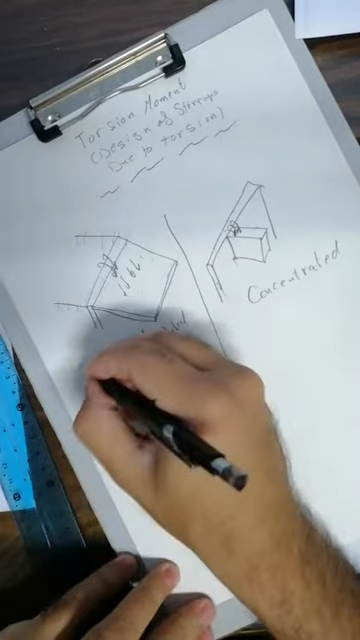 Torsion Moment
(Design of Stirrups
Due to torsion)
Concentrated